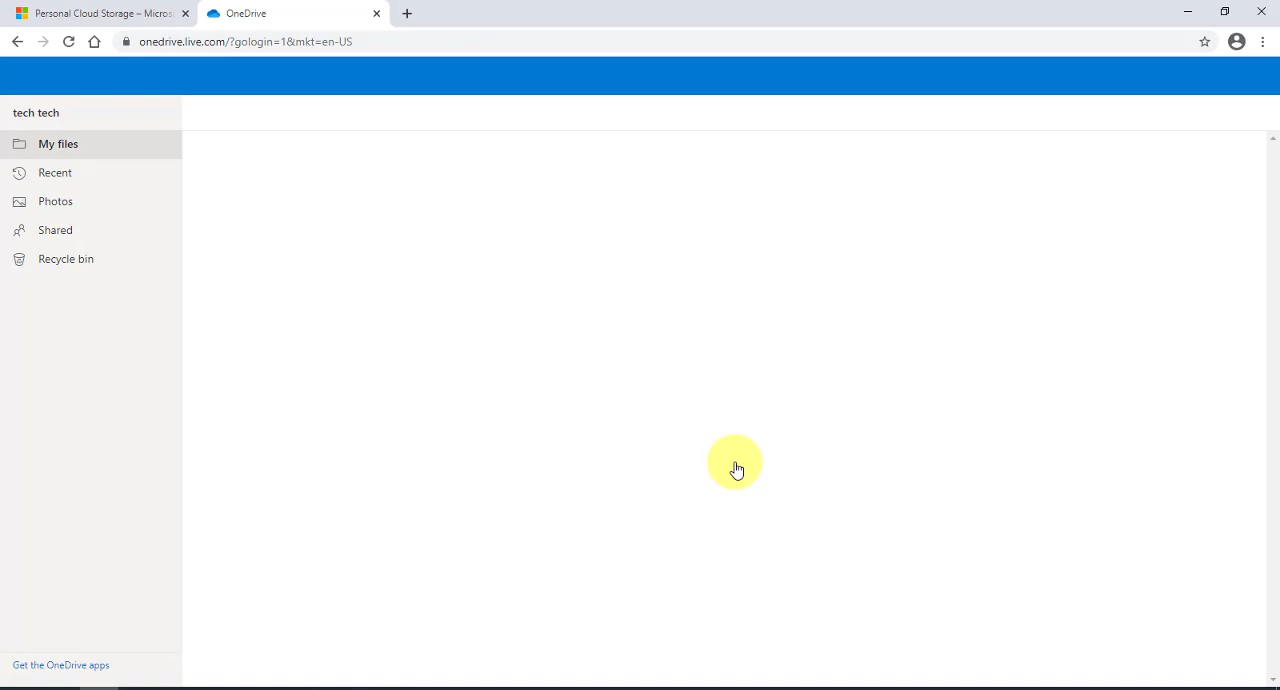 Personal Cloud Storage – Micros
OneDrive
onedrive.live.com/?gologin=1&mkt=en-US
tech tech
My files
Recent
Photos
Shared
Recycle bin
Get the OneDrive apps